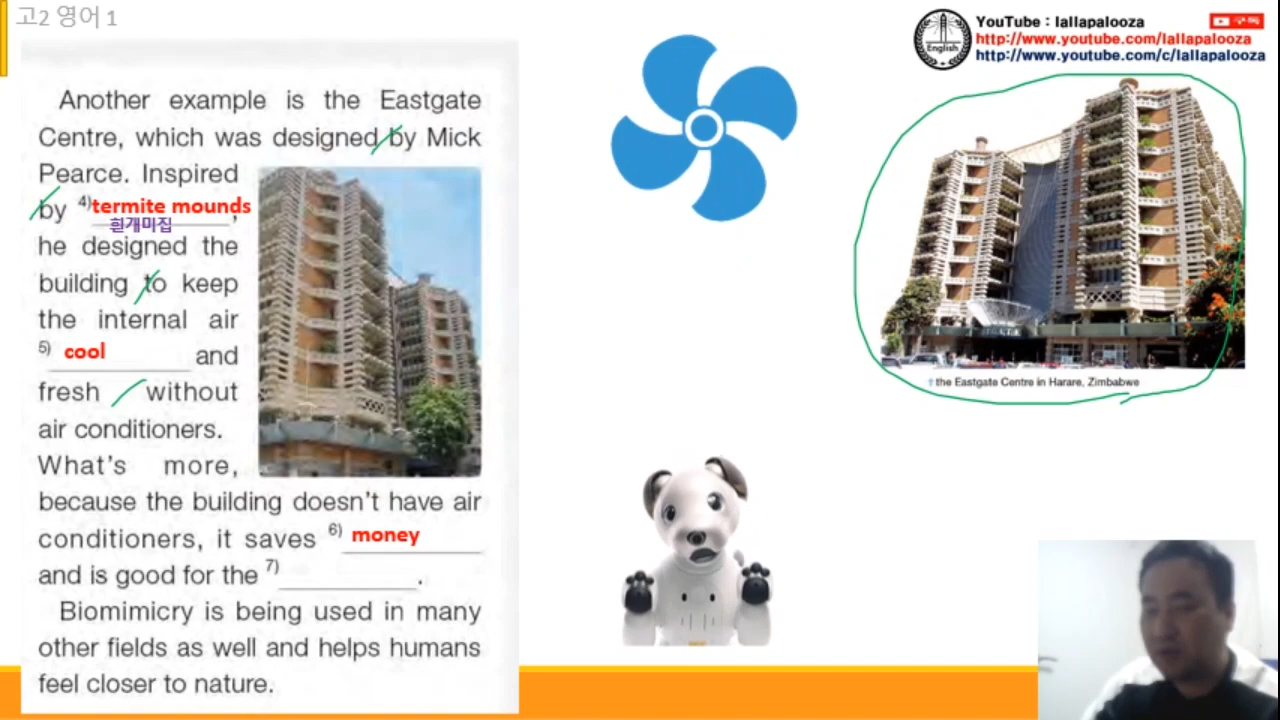 고2 영어 1
YouTube : lallapalooza
구독
http://www.youtube.com/lallapalooza
http://www.youtube.com/c/lallapalooza
English
Another example is the Eastgate
Centre, which was designed by Mick
Pearce. Inspired
by 4) termite mounds,
흰개미집
he designed the
building to keep
the internal air
5) cool and
fresh without
air conditioners.
What's more,
because the building doesn't have air
conditioners, it saves 6) money
and is good for the 7) .
Biomimicry is being used in many
other fields as well and helps humans
feel closer to nature.
↑the Eastgate Centre in Harare, Zimbabwe